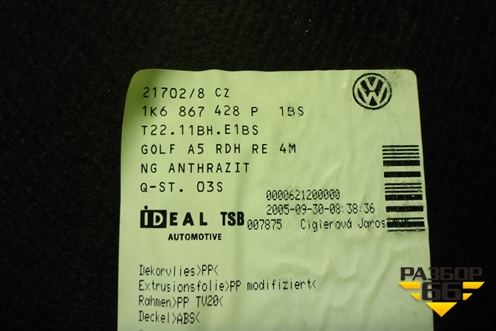 21702/8 CZ
1K6 867 428 P 1BS
T22.11BH.E1BS
GOLF A5 RDH RE 4M
NG ANTHRAZIT
Q-ST. 03S
0000621200000
2005-09-30-08:38:36
IDEAL TSB 007875 Ciglerová Jaros
AUTOMOTIVE
Dekorvlies>PP<
Extrusionsfolie>PP modifiziert<
Rahmen>PP TV20<
Deckel>ABS<
РАЗБОР
66